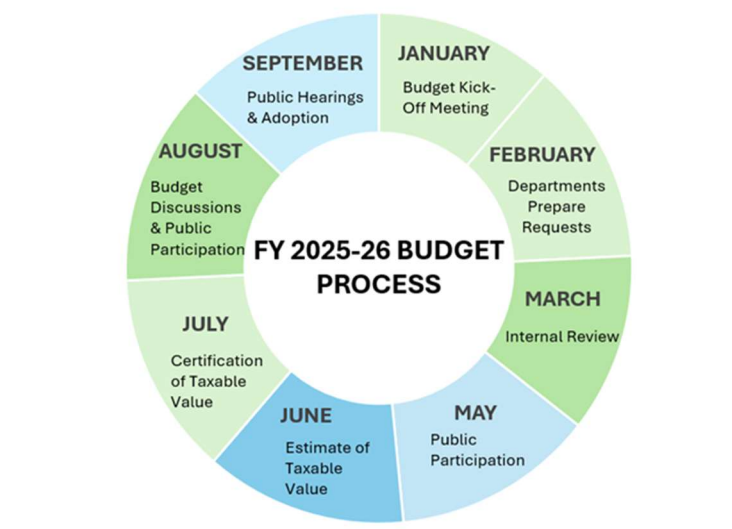 JANUARY
Budget Kick-
Off Meeting
FEBRUARY
Departments
Prepare
Requests
MARCH
Internal Review
MAY
Public
Participation
JUNE
Estimate of
Taxable
Value
JULY
Certification
of Taxable
Value
AUGUST
Budget
Discussions
& Public
Participation
SEPTEMBER
Public Hearings
& Adoption
FY 2025-26 BUDGET
PROCESS